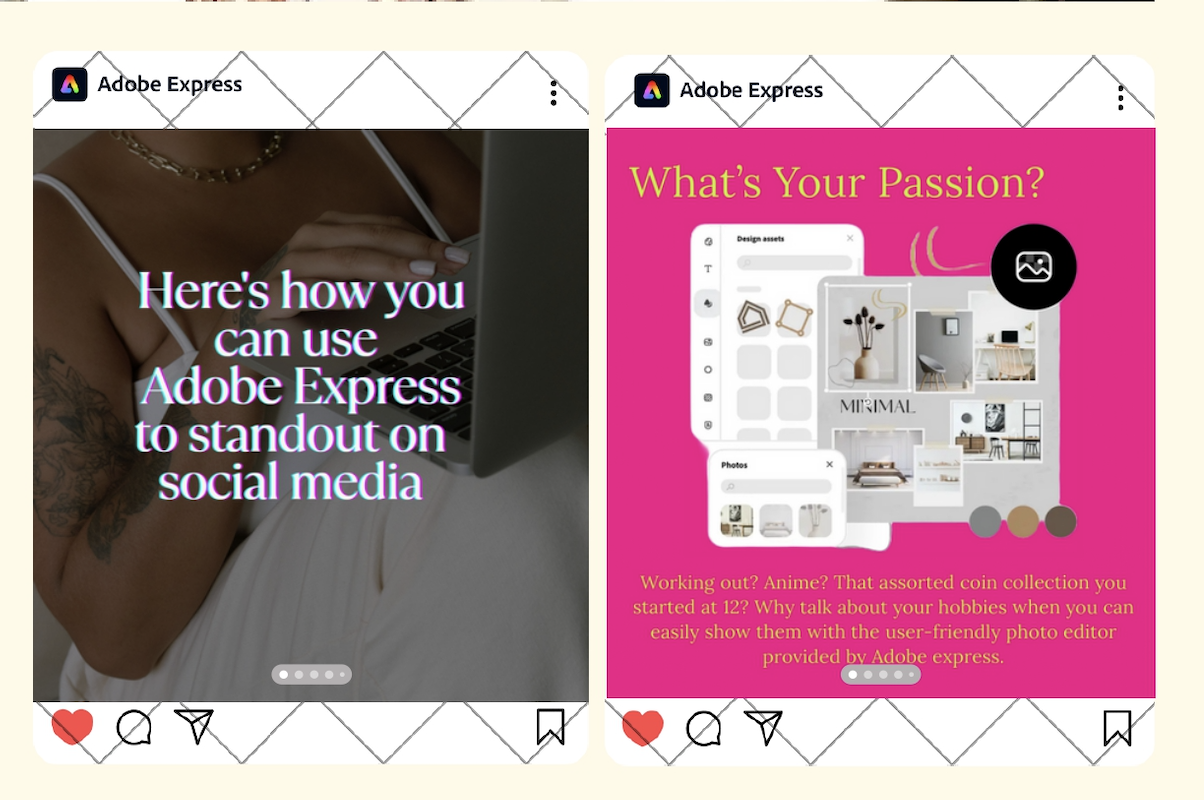 Adobe Express
Here's how you
can use
Adobe Express
to standout on
social media
Adobe Express
What's Your Passion?
Design assets
T
MINIMAL
Photos
Working out? Anime? That assorted coin collection you
started at 12? Why talk about your hobbies when you can
easily show them with the user-friendly photo editor
provided by Adobe express.